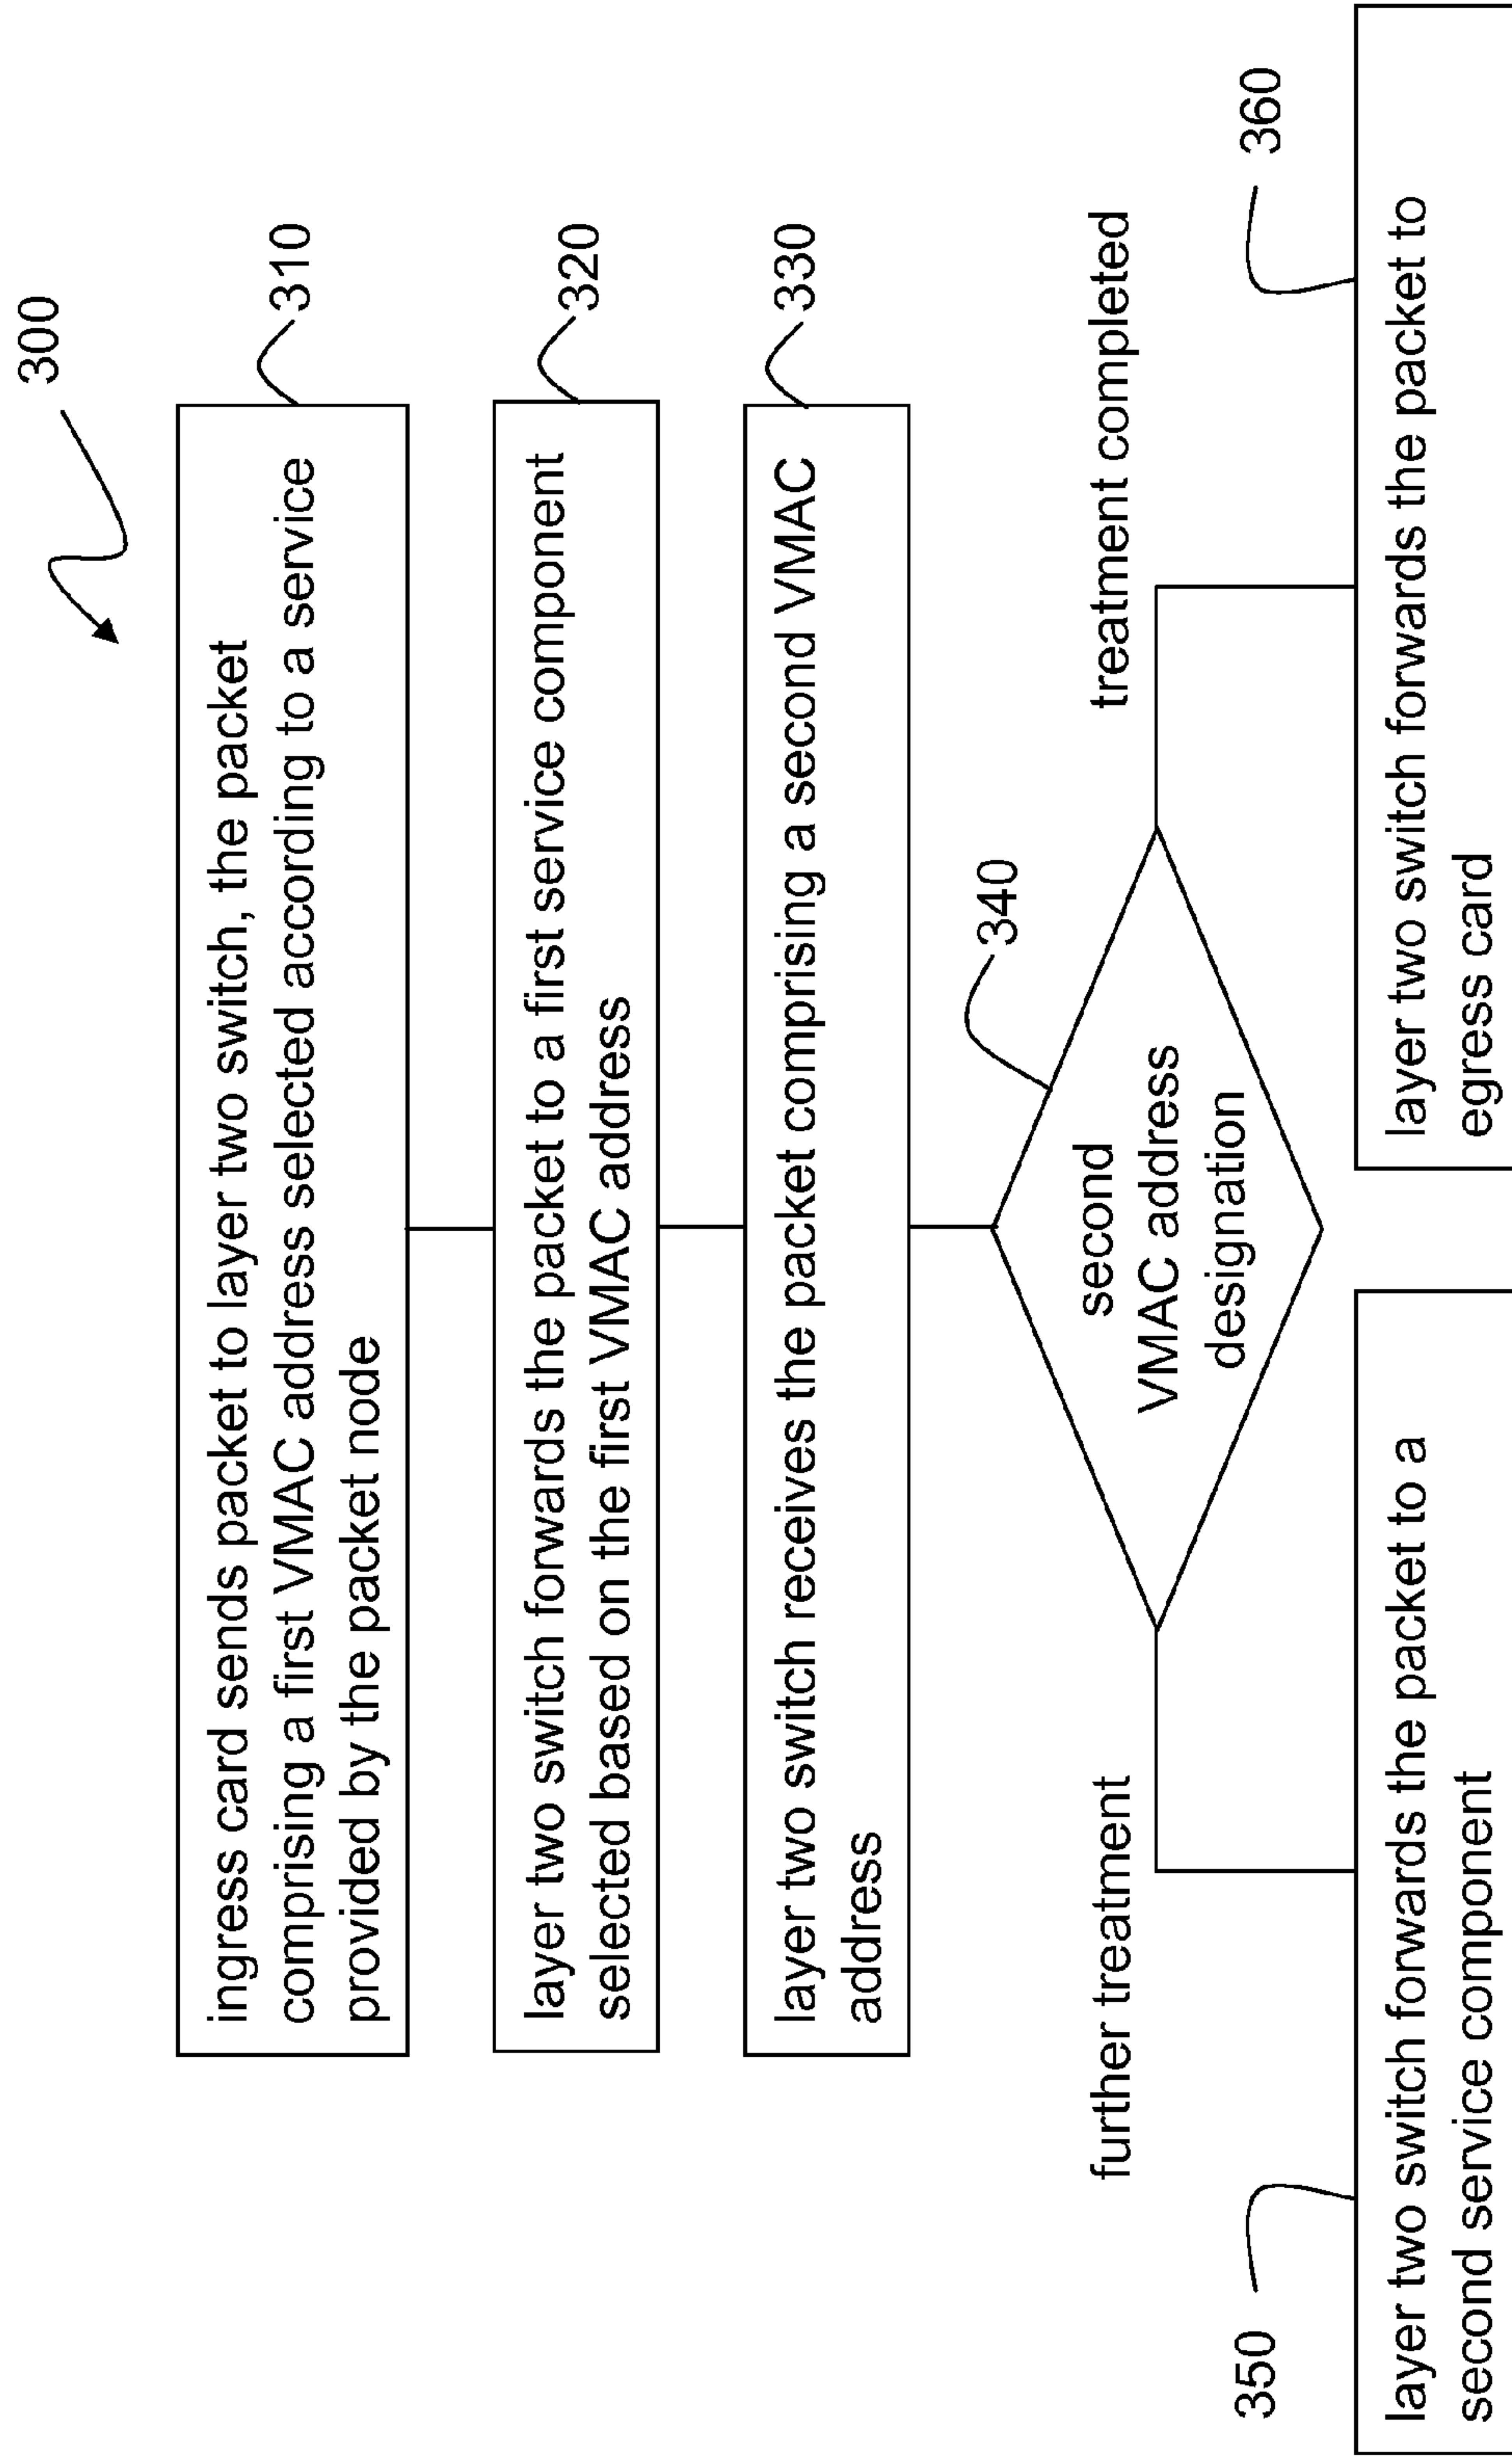 300
ingress card sends packet to layer two switch, the packet
comprising a first VMAC address selected according to a service
provided by the packet node
310
layer two switch forwards the packet to a first service component
selected based on the first VMAC address
320
layer two switch receives the packet comprising a second VMAC
address
330
340
second
VMAC address
designation
further treatment
treatment completed
350
layer two switch forwards the packet to a
second service component
360
layer two switch forwards the packet to
egress card